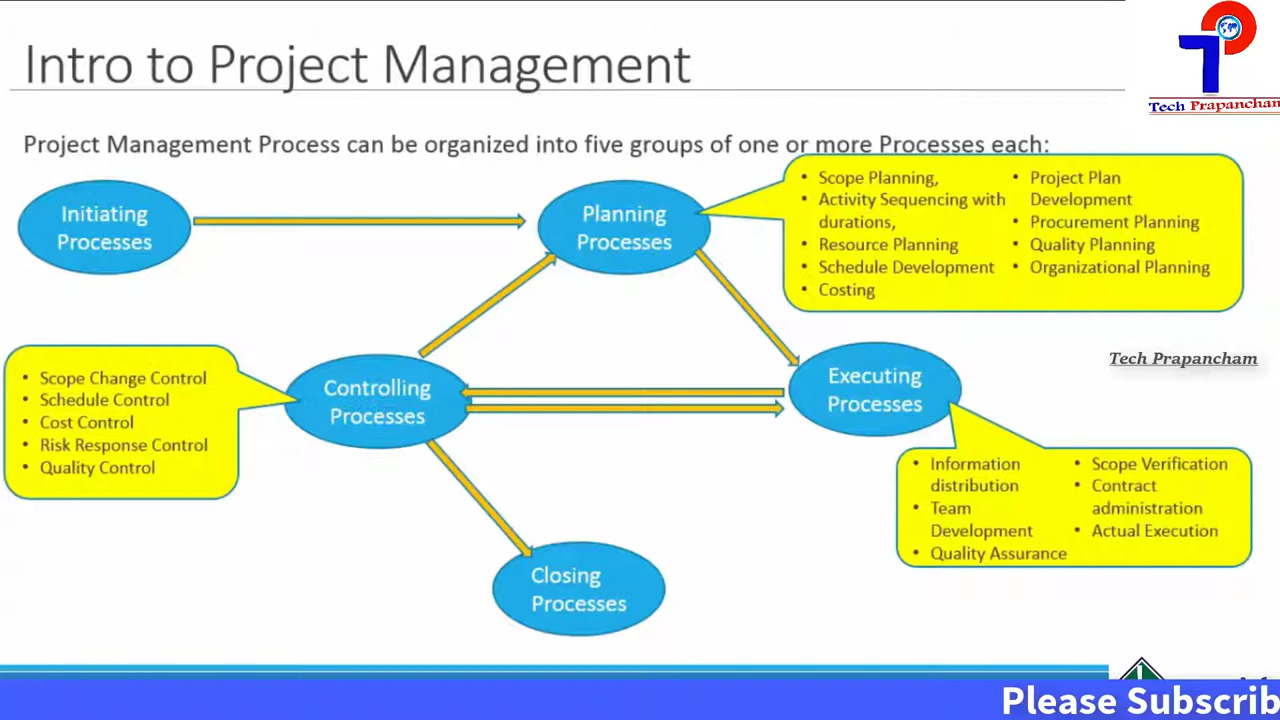 Intro to Project Management
Tech Prapancham
Project Management Process can be organized into five groups of one or more Processes each:
Initiating
Processes
Planning
Processes
• Scope Planning,
• Activity Sequencing with
durations,
• Resource Planning
• Schedule Development
• Costing
• Project Plan
Development
• Procurement Planning
• Quality Planning
• Organizational Planning
Tech Prapancham
• Scope Change Control
• Schedule Control
• Cost Control
• Risk Response Control
• Quality Control
Controlling
Processes
Executing
Processes
• Information
distribution
• Team
Development
• Quality Assurance
• Scope Verification
• Contract
administration
• Actual Execution
Closing
Processes
Please Subscrib